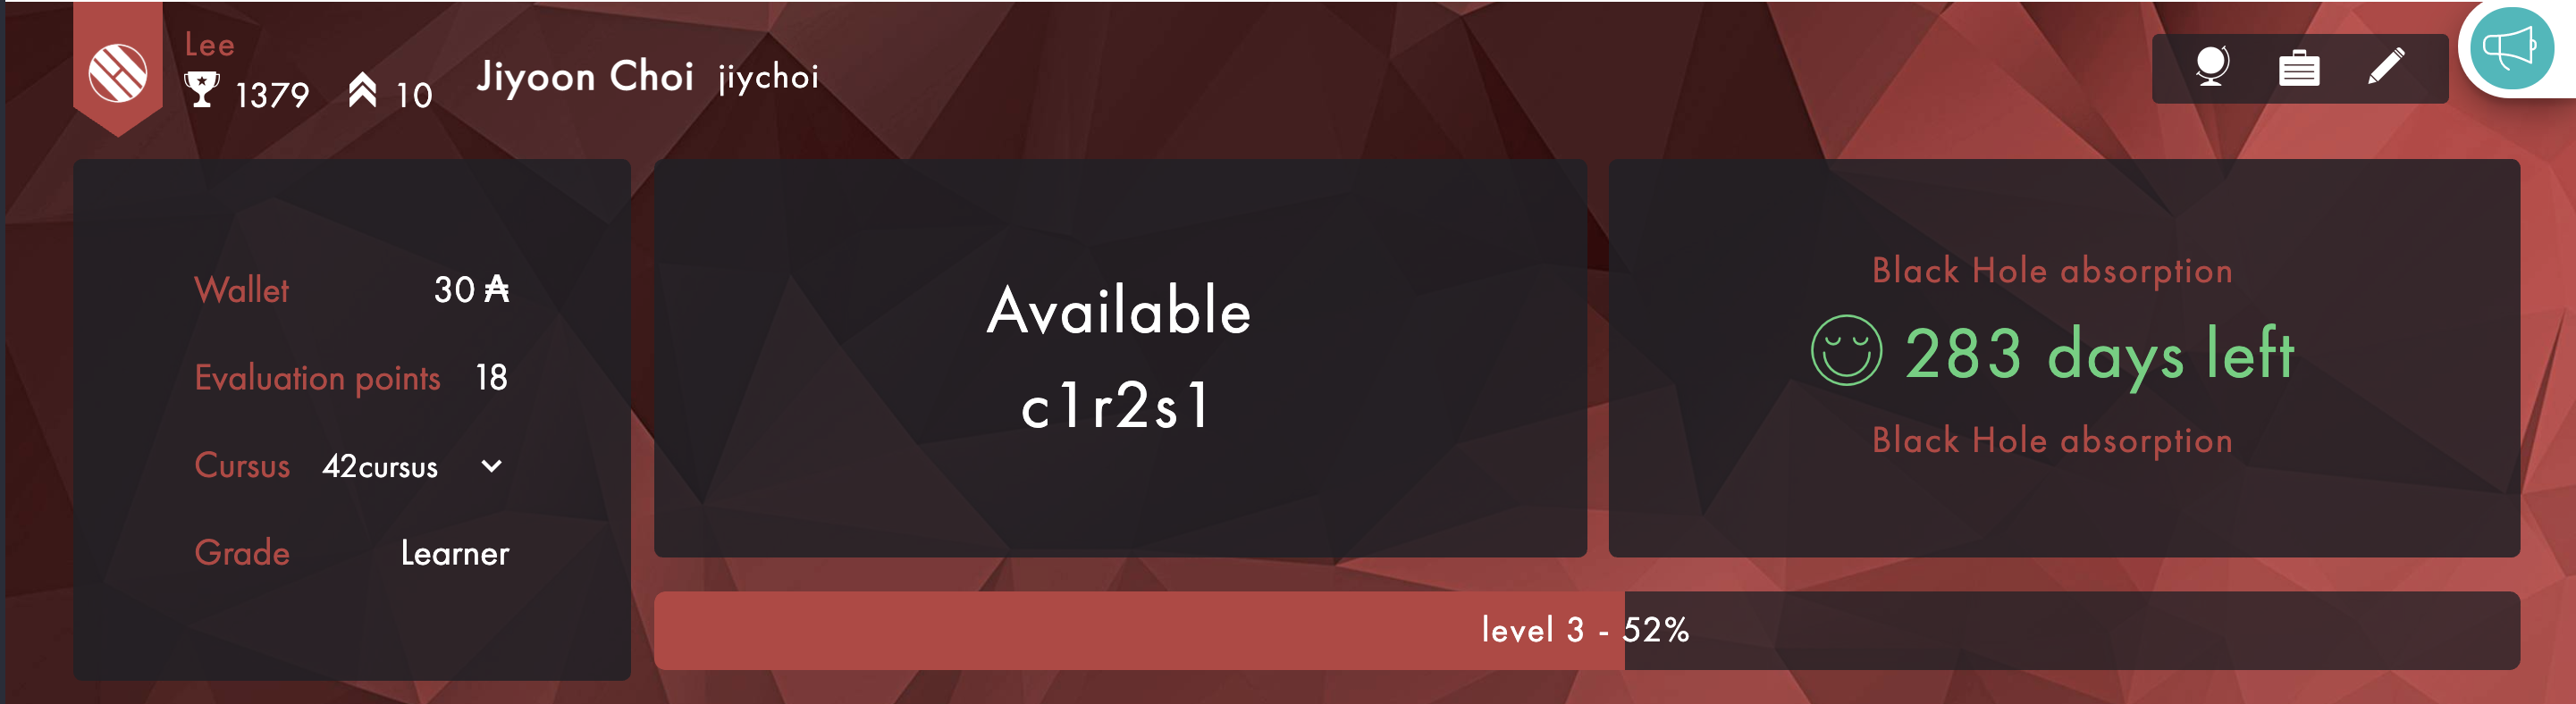 Lee
1379 10 Jiyoon Choi jiychoi
Wallet 30 ₳
Evaluation points 18
Cursus 42cursus
Grade Learner
Available
c1r2s1
Black Hole absorption
283 days left
Black Hole absorption
level 3 - 52%